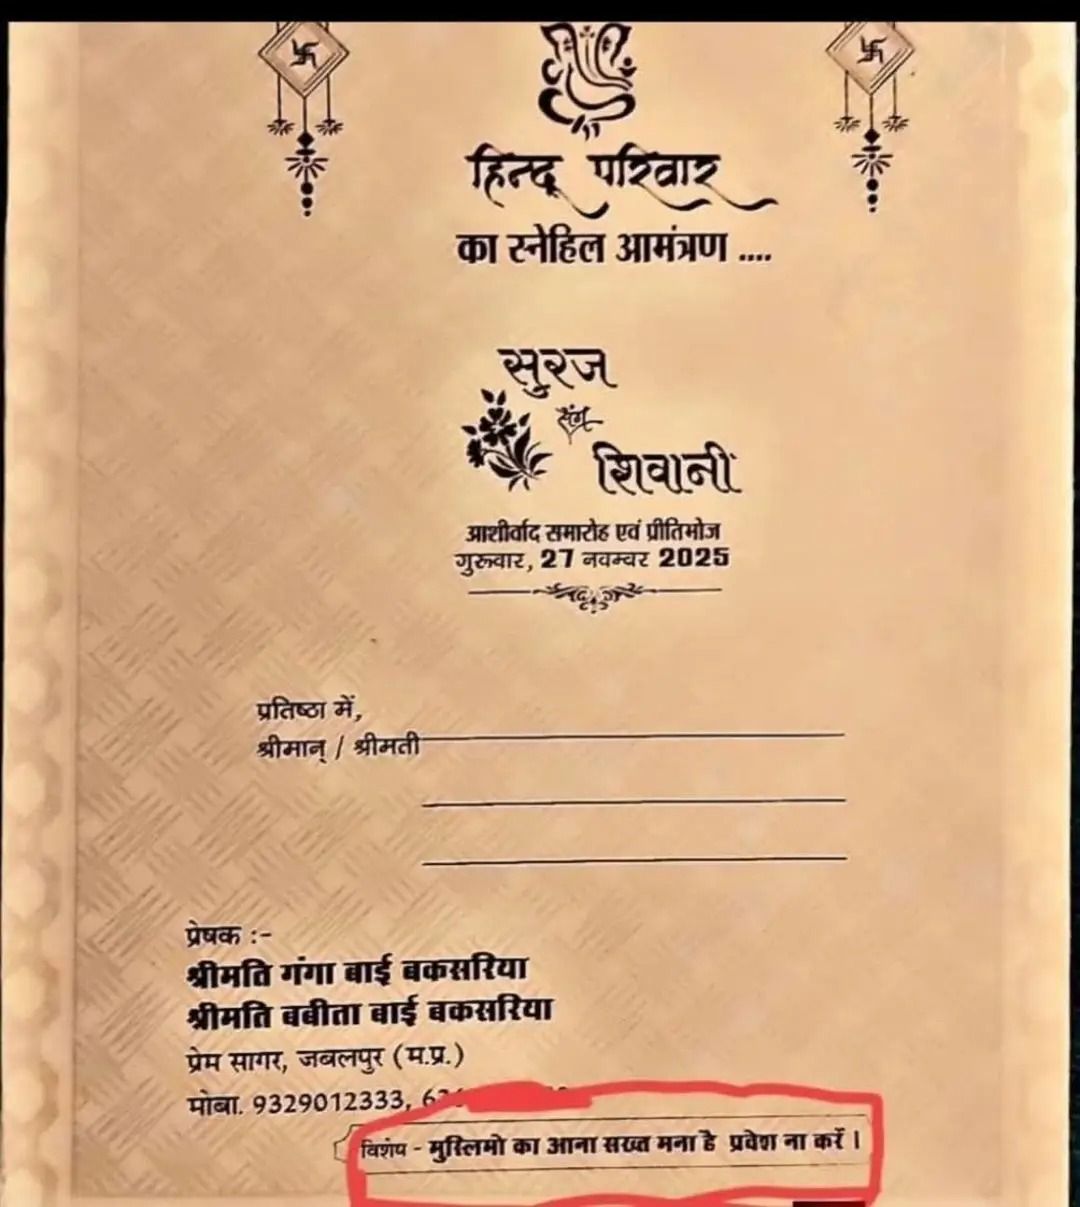 हिन्दू परिवार
का स्नेहिल आमंत्रण ....
सुरज
संग
शिवानी
आशीर्वाद समारोह एवं प्रीतिभोज
गुरूवार, 27 नवम्बर 2025
प्रतिष्ठा में,
श्रीमान् / श्रीमती
प्रेषक :-
श्रीमति गंगा बाई बकसरिया
श्रीमति बबीता बाई बकसरिया
प्रेम सागर, जबलपुर (म.प्र.)
मोबा. 9329012333,
विशेष - मुस्लिमो का आना सख्त मना है प्रवेश ना करें ।